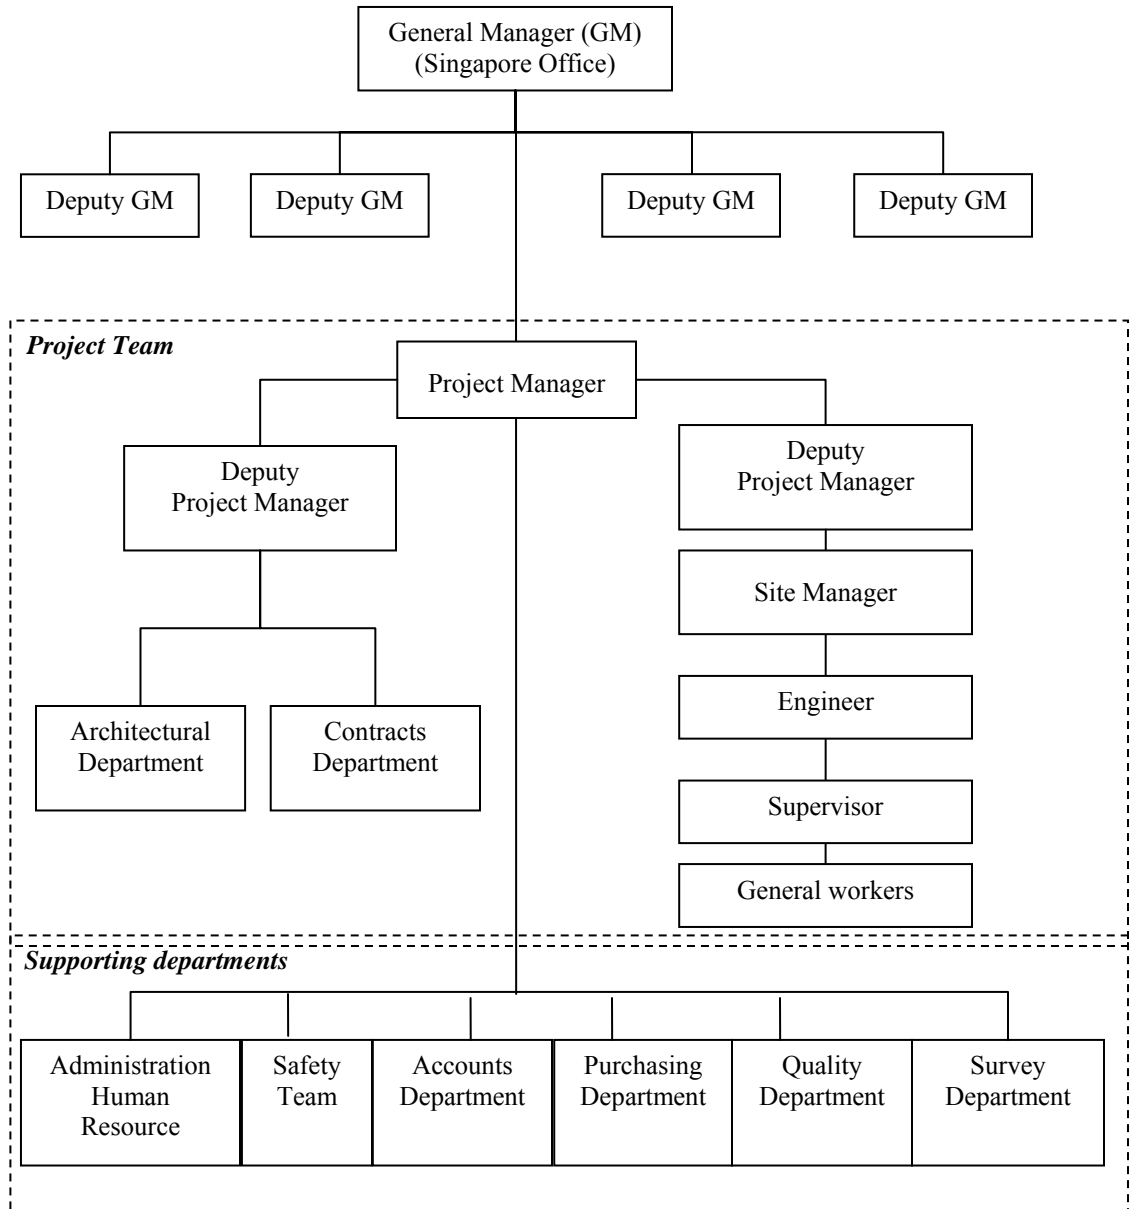 General Manager (GM)
(Singapore Office)
Deputy GM
Deputy GM
Deputy GM
Deputy GM
Project Team
Project Manager
Deputy
Project Manager
Deputy
Project Manager
Site Manager
Engineer
Architectural
Department
Contracts
Department
Supervisor
General workers
Supporting departments
Administration
Human
Resource
Safety
Team
Accounts
Department
Purchasing
Department
Quality
Department
Survey
Department